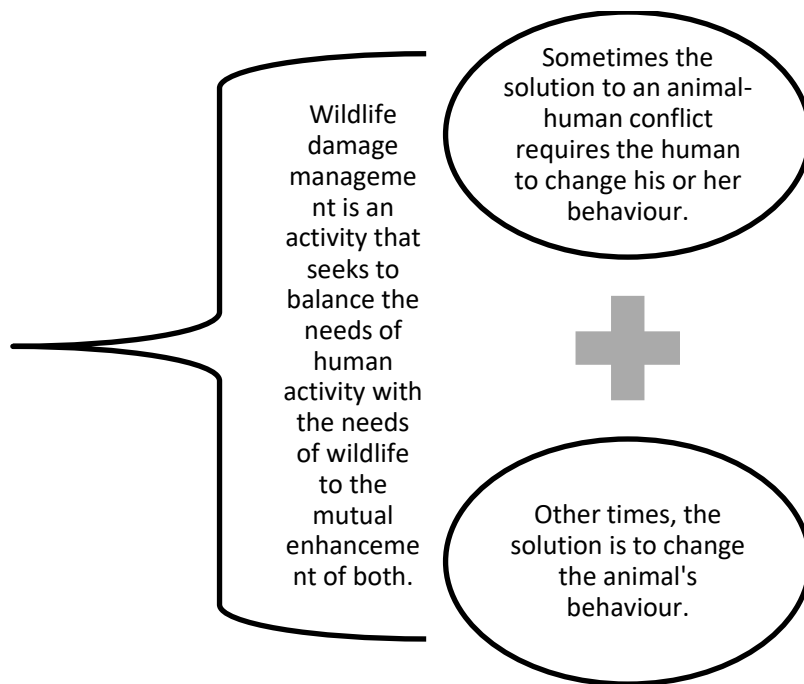 Wildlife
damage
manageme
nt is an
activity that
seeks to
balance the
needs of
human
activity with
the needs
of wildlife
to the
mutual
enhanceme
nt of both.
Sometimes the
solution to an animal-
human conflict
requires the human
to change his or her
behaviour.
Other times, the
solution is to change
the animal's
behaviour.